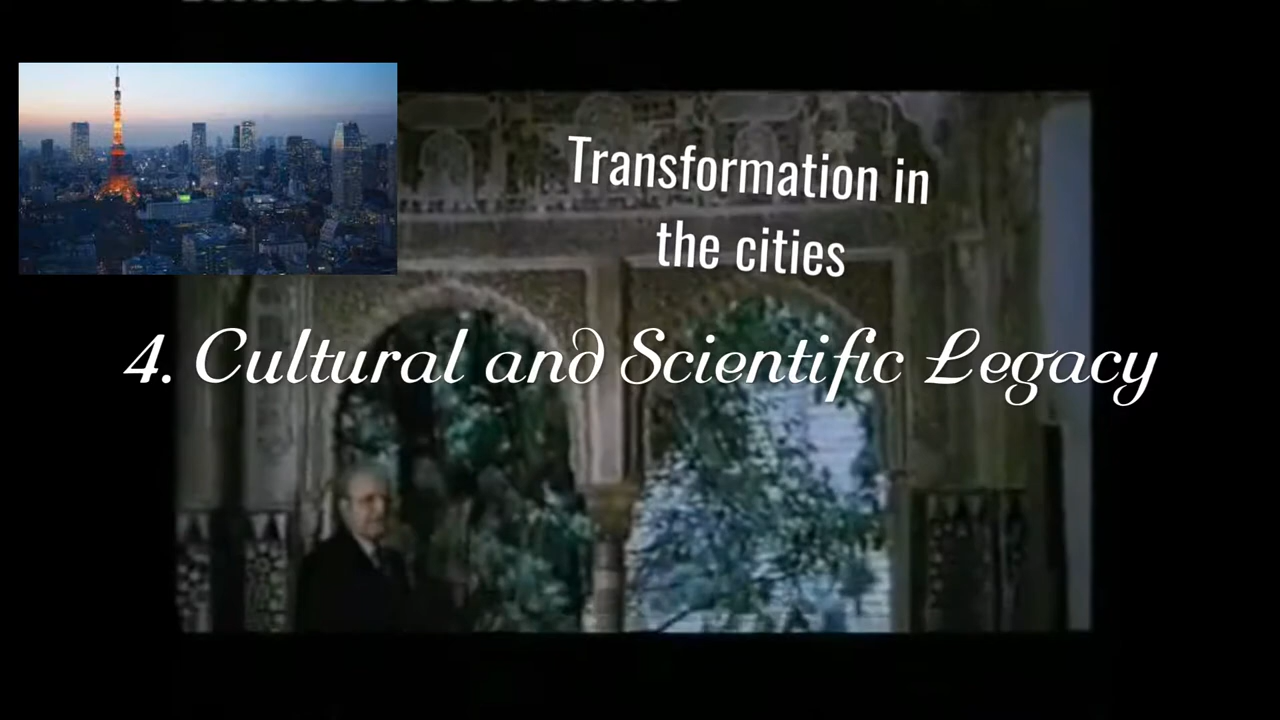 Transformation in
the cities
4. Cultural and Scientific Legacy